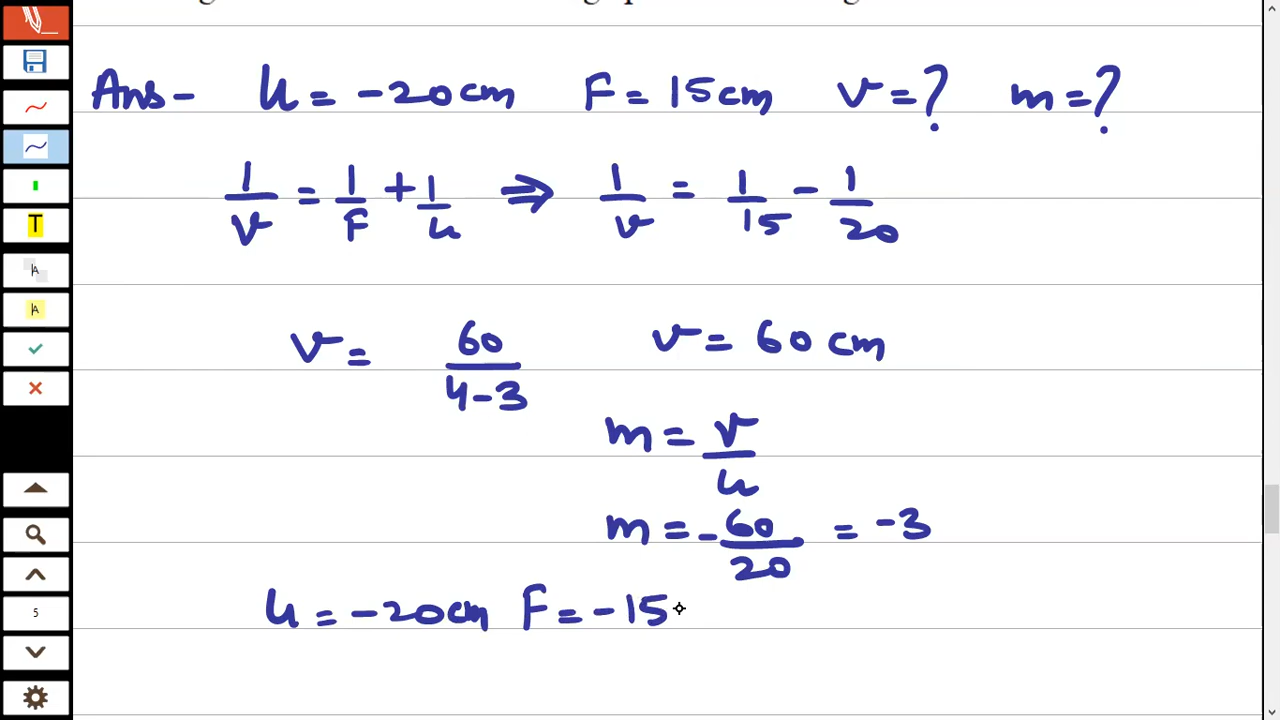 Ans- u = -20cm F = 15cm v = ? m = ?
1/v = 1/F + 1/u ⇒ 1/v = 1/15 - 1/20
v = 60/(4-3) v = 60 cm
m = v/u
m = -60/20 = -3
u = -20cm F = -15
T
A
A
5